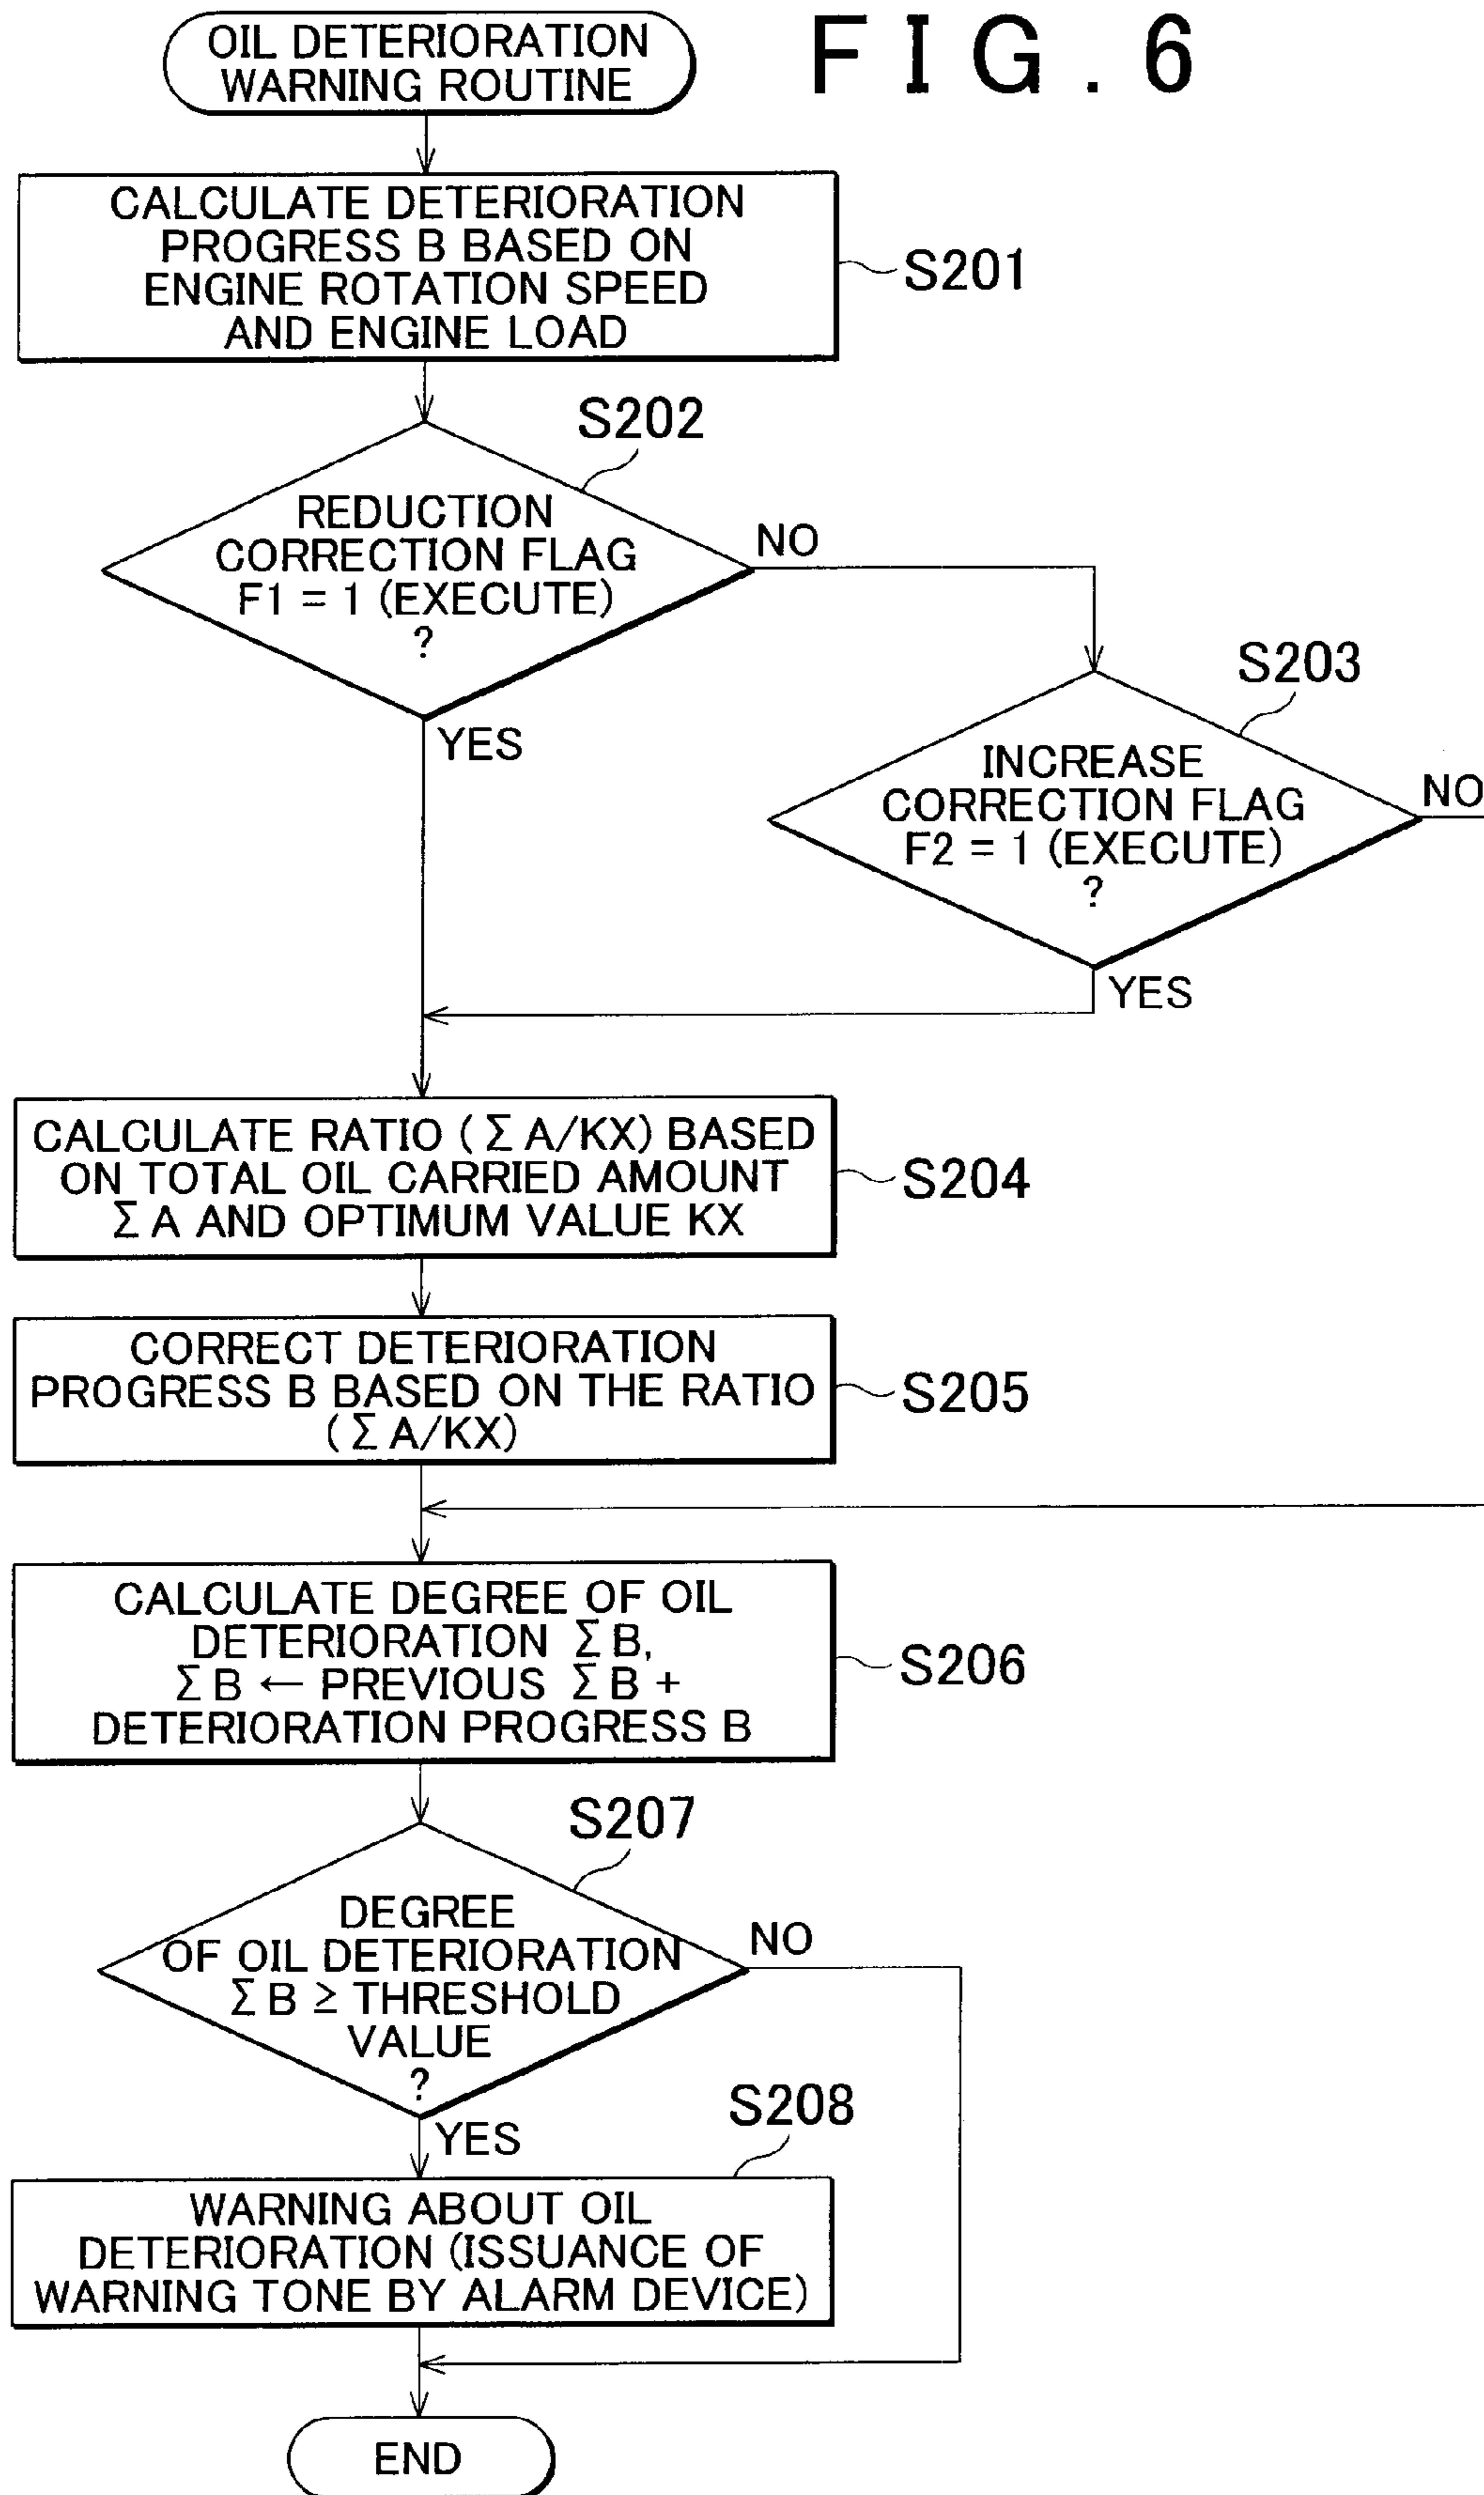 FIG. 6
OIL DETERIORATION
WARNING ROUTINE
CALCULATE DETERIORATION
PROGRESS B BASED ON
ENGINE ROTATION SPEED
AND ENGINE LOAD
S201
S202
REDUCTION
CORRECTION FLAG
F1 = 1 (EXECUTE)
?
NO
YES
S203
INCREASE
CORRECTION FLAG
F2 = 1 (EXECUTE)
?
NO
YES
CALCULATE RATIO (Σ A/KX) BASED
ON TOTAL OIL CARRIED AMOUNT
Σ A AND OPTIMUM VALUE KX
S204
CORRECT DETERIORATION
PROGRESS B BASED ON THE RATIO
(Σ A/KX)
S205
CALCULATE DEGREE OF OIL
DETERIORATION Σ B,
Σ B ← PREVIOUS Σ B +
DETERIORATION PROGRESS B
S206
S207
DEGREE
OF OIL DETERIORATION
Σ B ≥ THRESHOLD
VALUE
?
NO
YES
S208
WARNING ABOUT OIL
DETERIORATION (ISSUANCE OF
WARNING TONE BY ALARM DEVICE)
END